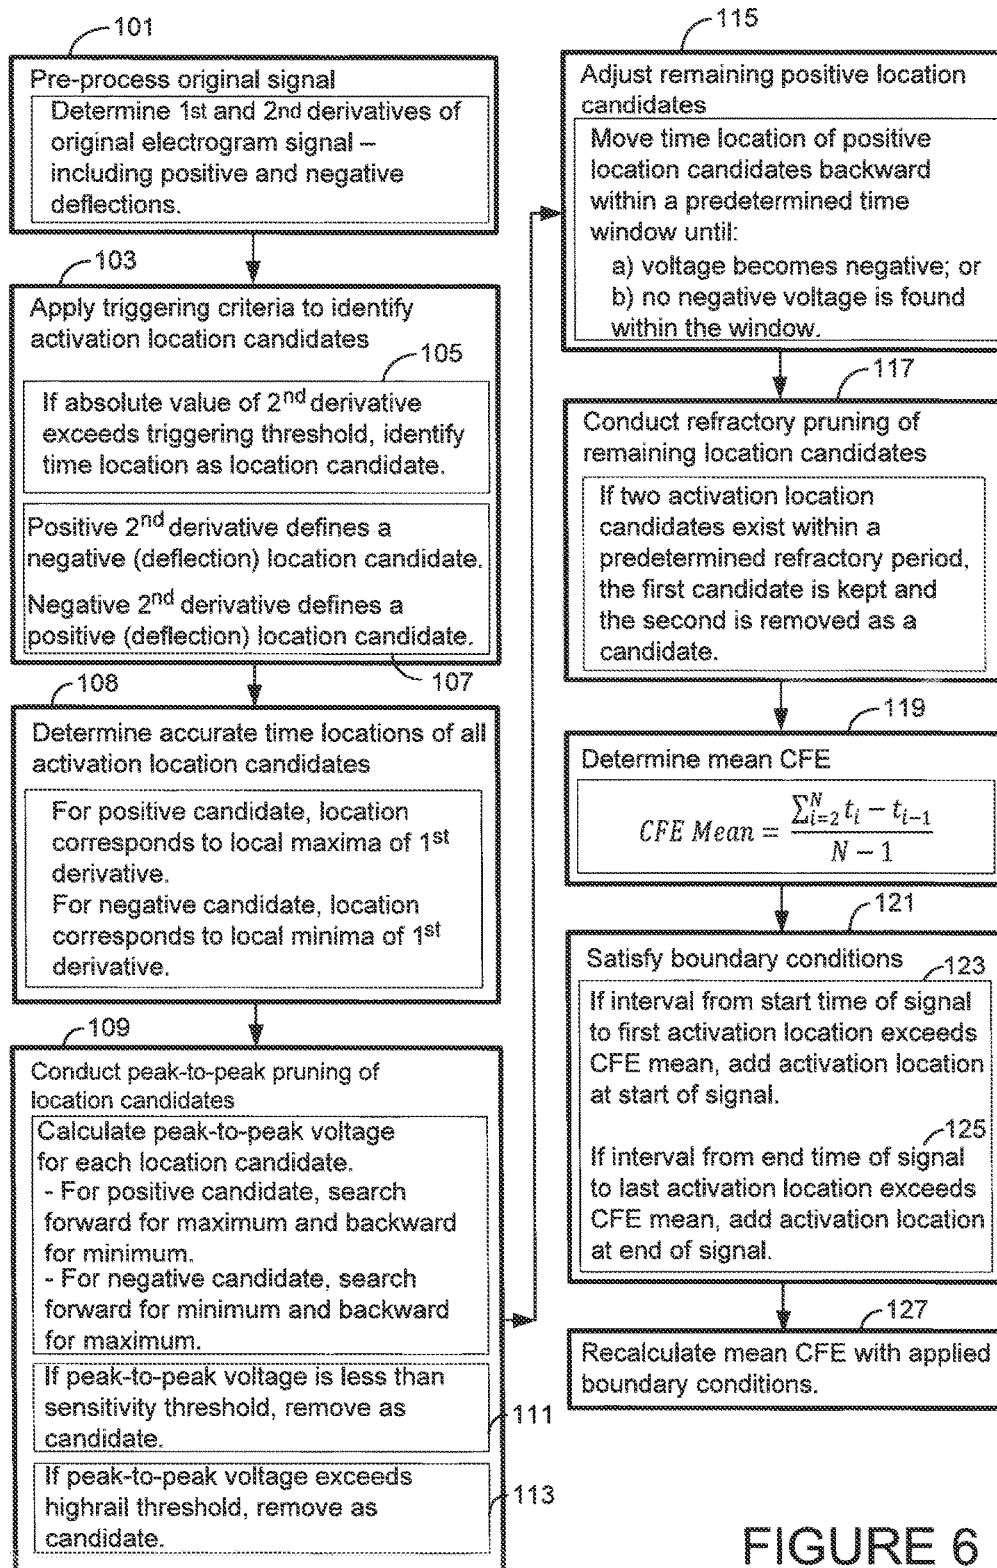 101
Pre-process original signal
Determine 1st and 2nd derivatives of
original electrogram signal –
including positive and negative
deflections.
103
Apply triggering criteria to identify
activation location candidates
105
If absolute value of 2nd derivative
exceeds triggering threshold, identify
time location as location candidate.
Positive 2nd derivative defines a
negative (deflection) location candidate.
Negative 2nd derivative defines a
positive (deflection) location candidate.
107
108
Determine accurate time locations of all
activation location candidates
For positive candidate, location
corresponds to local maxima of 1st
derivative.
For negative candidate, location
corresponds to local minima of 1st
derivative.
109
Conduct peak-to-peak pruning of
location candidates
Calculate peak-to-peak voltage
for each location candidate.
- For positive candidate, search
forward for maximum and backward
for minimum.
- For negative candidate, search
forward for minimum and backward
for maximum.
If peak-to-peak voltage is less than
sensitivity threshold, remove as
candidate.
111
If peak-to-peak voltage exceeds
highrail threshold, remove as
candidate.
113
115
Adjust remaining positive location
candidates
Move time location of positive
location candidates backward
within a predetermined time
window until:
a) voltage becomes negative; or
b) no negative voltage is found
within the window.
117
Conduct refractory pruning of
remaining location candidates
If two activation location
candidates exist within a
predetermined refractory period,
the first candidate is kept and
the second is removed as a
candidate.
119
Determine mean CFE
CFE Mean = \frac{\sum_{i=2}^{N} t_i - t_{i-1}}{N - 1}
121
Satisfy boundary conditions
123
If interval from start time of signal
to first activation location exceeds
CFE mean, add activation location
at start of signal.
125
If interval from end time of signal
to last activation location exceeds
CFE mean, add activation location
at end of signal.
127
Recalculate mean CFE with applied
boundary conditions.
FIGURE 6